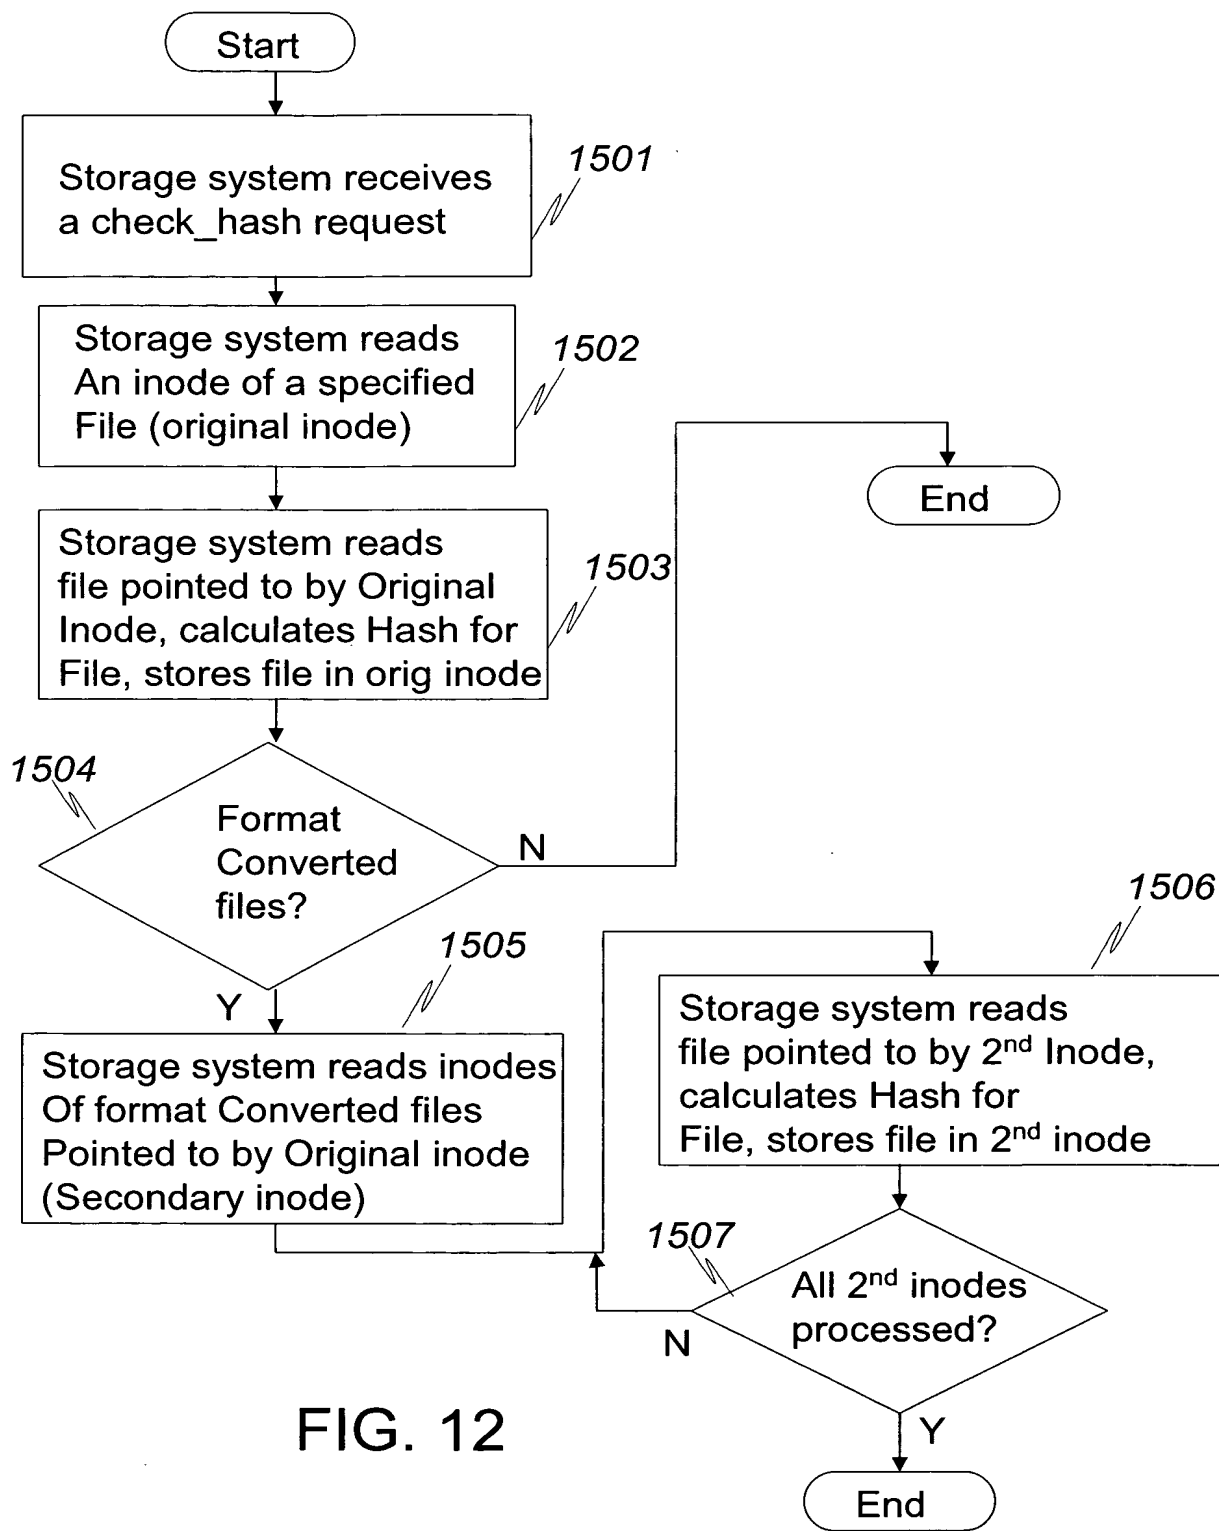 Start
Storage system receives
a check_hash request
1501
Storage system reads
An inode of a specified
File (original inode)
1502
End
Storage system reads
file pointed to by Original
Inode, calculates Hash for
File, stores file in orig inode
1503
1504
Format
Converted
files?
N
Y
1505
Storage system reads inodes
Of format Converted files
Pointed to by Original inode
(Secondary inode)
1506
Storage system reads
file pointed to by 2nd Inode,
calculates Hash for
File, stores file in 2nd inode
1507
All 2nd inodes
processed?
N
Y
End
FIG. 12